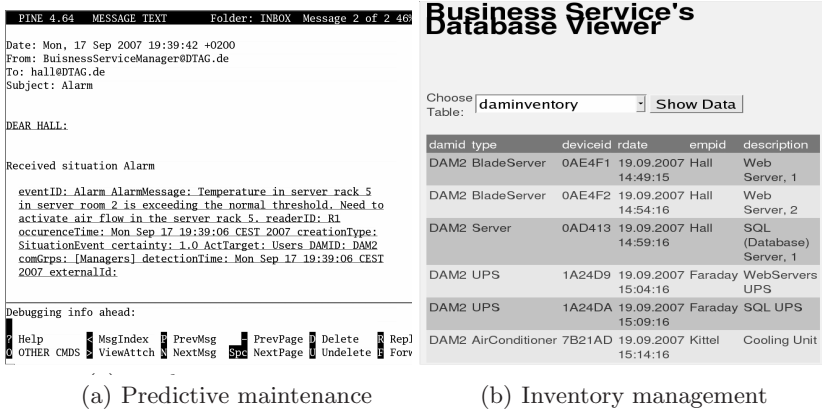 PINE 4.64 MESSAGE TEXT Folder: INBOX Message 2 of 2 46%
Date: Mon, 17 Sep 2007 19:39:42 +0200
From: BuisnessServiceManager@DTAG.de
To: hall@DTAG.de
Subject: Alarm
DEAR HALL:
Received situation Alarm
eventID: Alarm AlarmMessage: Temperature in server rack 5
in server room 2 is exceeding the normal threshold. Need to
activate air flow in the server rack 5. readerID: R1
occurenceTime: Mon Sep 17 19:39:06 CEST 2007 creationType:
SituationEvent certainty: 1.0 ActTarget: Users DAMID: DAM2
comGrps: [Managers] detectionTime: Mon Sep 17 19:39:06 CEST
2007 externalId:
Debugging info ahead:
? Help < MsgIndex P PrevMsg - PrevPage D Delete R Repl
O OTHER CMDS > ViewAttch N NextMsg Spc NextPage U Undelete F Forw
(a) Predictive maintenance
Business Service's
Database Viewer
Choose
Table: daminventory Show Data
damid type deviceid rdate empid description
DAM2 BladeServer 0AE4F1 19.09.2007 Hall Web
14:49:15 Server, 1
DAM2 BladeServer 0AE4F2 19.09.2007 Hall Web
14:54:16 Server, 2
DAM2 Server 0AD413 19.09.2007 Hall SQL
14:59:16 (Database)
Server, 1
DAM2 UPS 1A24D9 19.09.2007 Faraday WebServers
15:04:16 UPS
DAM2 UPS 1A24DA 19.09.2007 Faraday SQL UPS
15:09:16
DAM2 AirConditioner 7B21AD 19.09.2007 Kittel Cooling Unit
15:14:16
(b) Inventory management